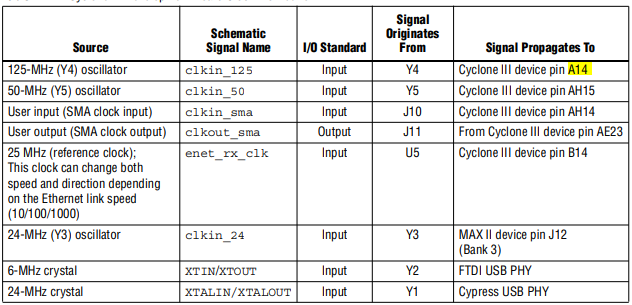 Source Schematic Signal Name I/O Standard Signal Originates From Signal Propagates To
125-MHz (Y4) oscillator clkin_125 Input Y4 Cyclone III device pin A14
50-MHz (Y5) oscillator clkin_50 Input Y5 Cyclone III device pin AH15
User input (SMA clock input) clkin_sma Input J10 Cyclone III device pin AH14
User output (SMA clock output) clkout_sma Output J11 From Cyclone III device pin AE23
25 MHz (reference clock); enet_rx_clk Input U5 Cyclone III device pin B14
This clock can change both
speed and direction depending
on the Ethernet link speed
(10/100/1000)
24-MHz (Y3) oscillator clkin_24 Input Y3 MAX II device pin J12
(Bank 3)
6-MHz crystal XTIN/XTOUT Input Y2 FTDI USB PHY
24-MHz crystal XTALIN/XTALOUT Input Y1 Cypress USB PHY